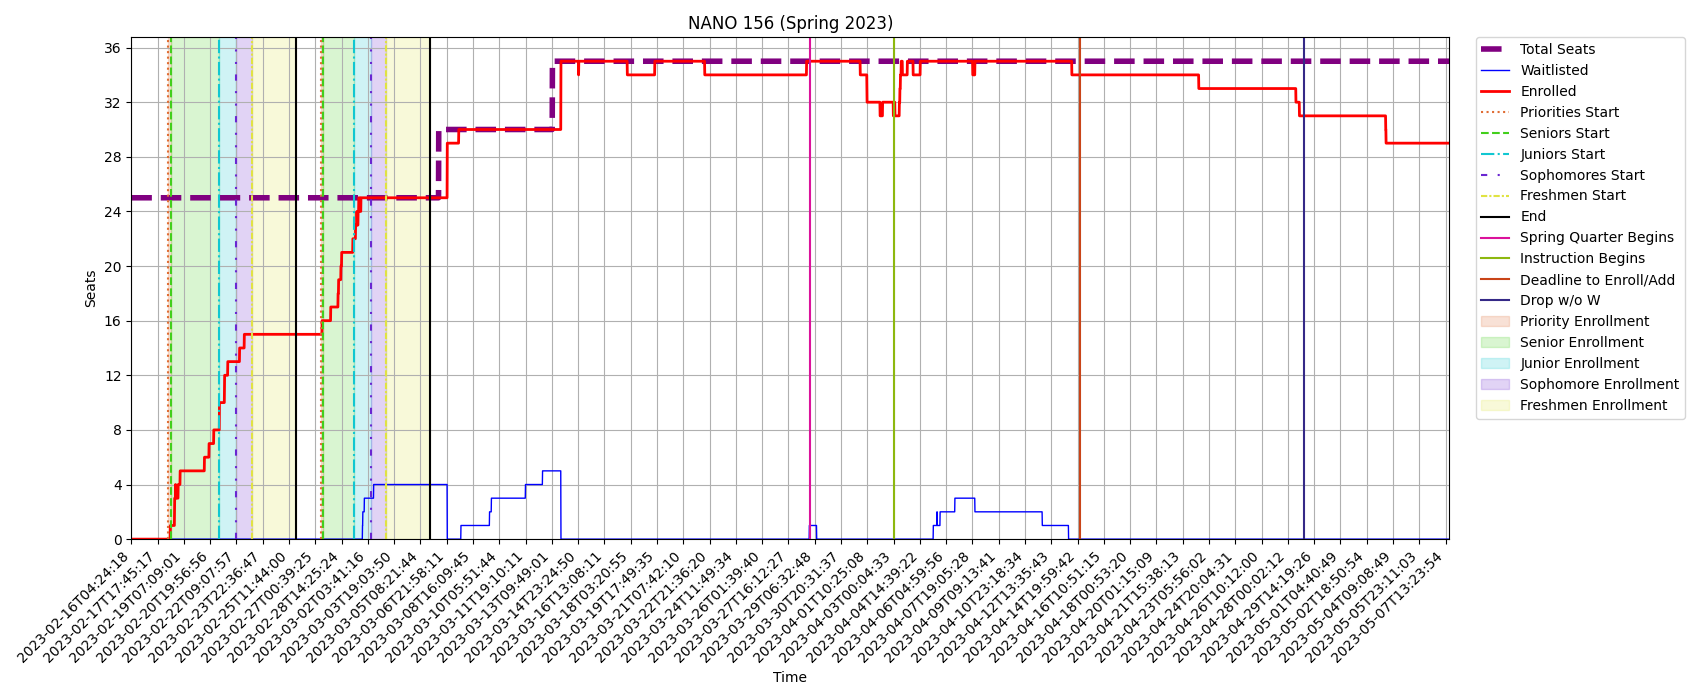 NANO 156 (Spring 2023)
36
32
28
24
20
16
12
8
4
0
Seats
2023-02-16T04:24:18
2023-02-17T17:45:17
2023-02-19T07:09:01
2023-02-20T19:56:56
2023-02-22T09:07:57
2023-02-23T22:36:47
2023-02-25T11:44:00
2023-02-27T00:39:25
2023-02-28T14:25:24
2023-03-02T03:41:16
2023-03-03T19:03:50
2023-03-05T08:21:44
2023-03-06T21:58:11
2023-03-08T16:09:45
2023-03-10T05:51:44
2023-03-11T19:10:11
2023-03-13T09:49:01
2023-03-14T23:24:50
2023-03-16T13:08:11
2023-03-18T03:20:55
2023-03-19T17:49:35
2023-03-21T07:42:10
2023-03-22T21:36:20
2023-03-24T11:49:34
2023-03-26T01:39:40
2023-03-27T16:12:27
2023-03-29T06:32:48
2023-03-30T20:31:37
2023-04-01T10:25:08
2023-04-03T00:04:33
2023-04-04T14:39:22
2023-04-06T04:59:56
2023-04-07T19:05:28
2023-04-09T09:13:41
2023-04-10T23:18:34
2023-04-12T13:35:43
2023-04-14T19:59:42
2023-04-16T10:51:15
2023-04-18T00:53:20
2023-04-20T01:15:09
2023-04-21T15:38:13
2023-04-23T05:56:02
2023-04-24T20:04:31
2023-04-26T10:12:00
2023-04-28T00:02:12
2023-04-29T14:19:26
2023-05-01T04:40:49
2023-05-02T18:50:54
2023-05-04T09:08:49
2023-05-05T23:11:03
2023-05-07T13:23:54
Time
Total Seats
Waitlisted
Enrolled
Priorities Start
Seniors Start
Juniors Start
Sophomores Start
Freshmen Start
End
Spring Quarter Begins
Instruction Begins
Deadline to Enroll/Add
Drop w/o W
Priority Enrollment
Senior Enrollment
Junior Enrollment
Sophomore Enrollment
Freshmen Enrollment